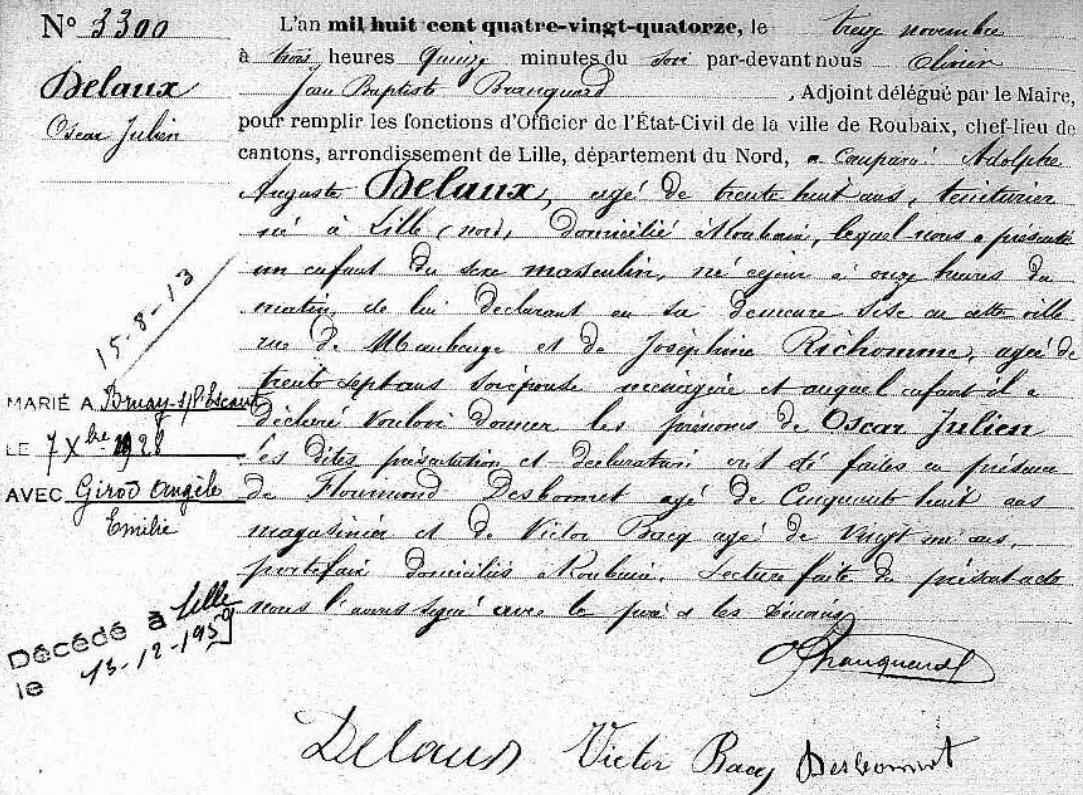 N° 3300
Delaux
Oscar Julien
L'an mil huit cent quatre-vingt-quatorze, le treize novembre
à trois heures quinze minutes du soir par-devant nous Olivier
Jean Baptiste Branquard, Adjoint délégué par le Maire,
pour remplir les fonctions d'Officier de l'État-Civil de la ville de Roubaix, chef-lieu de
cantons, arrondissement de Lille, département du Nord, a Comparu: Adolphe
Auguste Delaux, agé de trente huit ans, teinturier
né à Lille (nord) Domicilié à Roubaix, lequel nous a présenté
un enfant du sexe masculin, né cejour à onze heures du
matin, de lui déclarant en sa demeure sise en cette ville
rue de Maubeuge et de Joséphine Richomme, agée de
trente sept ans son épouse ménagère et auquel enfant il a
déclaré vouloir donner les prénoms de Oscar Julien
les dites présentation et déclaration ont été faites en présence
de Florimond Desbonnet agé de Cinquante huit ans
magasinier et de Victor Bacq agé de vingt un ans,
portefaix domiciliés à Roubaix. Lecture faite du présent acte
nous l'avons signé avec le père & les témoins
15-8-13
MARIÉ A Bruay-s/l'Escaut
LE 7 Xbre 1928
AVEC Girod Angèle
Emilie
Décédé à Lille
le 13-12-1959
OBranquard
Delaux Victor Bacq Desbonnet